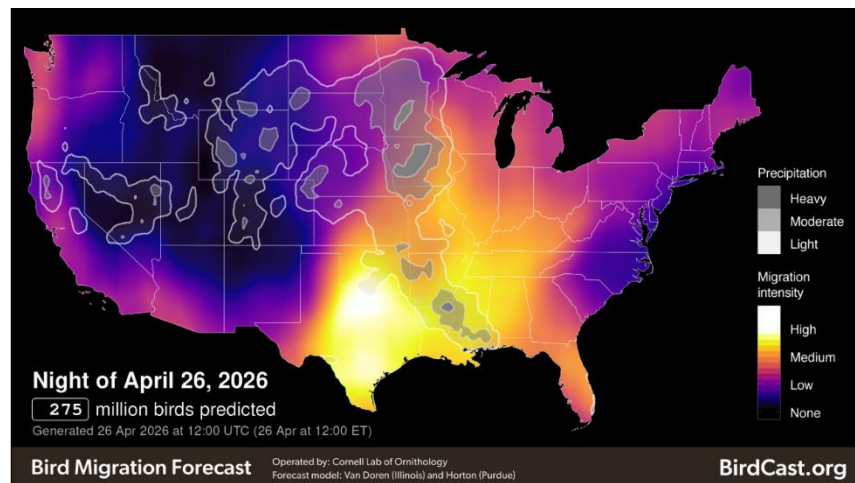 Precipitation
Heavy
Moderate
Light
Migration
intensity
High
Medium
Low
None
Night of April 26, 2026
275 million birds predicted
Generated 26 Apr 2026 at 12:00 UTC (26 Apr at 12:00 ET)
Bird Migration Forecast
Operated by: Cornell Lab of Ornithology
Forecast model: Van Doren (Illinois) and Horton (Purdue)
BirdCast.org